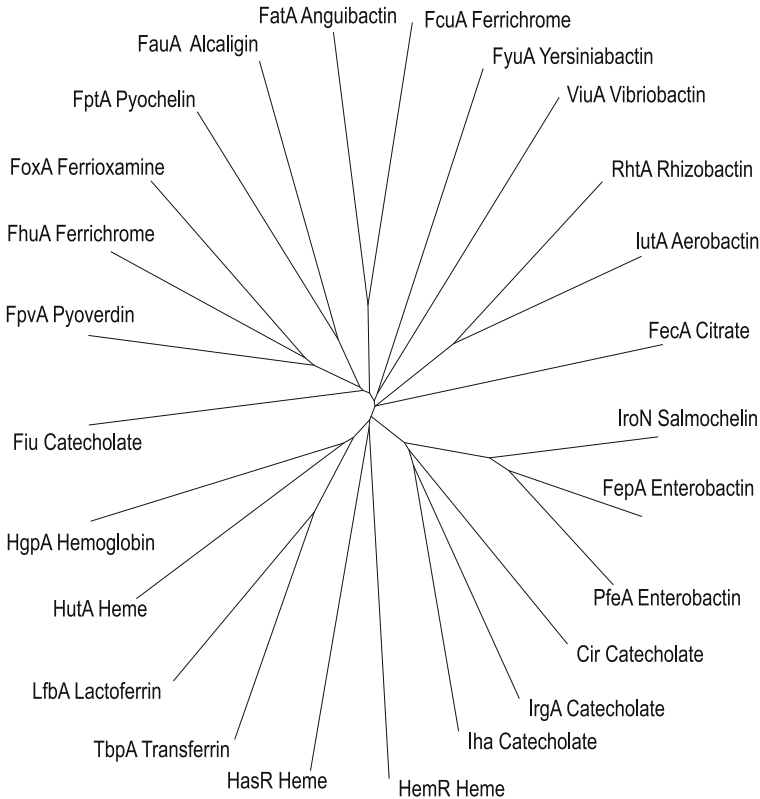 FatA Anguibactin
FcuA Ferrichrome
FauA Alcaligin
FyuA Yersiniabactin
FptA Pyochelin
ViuA Vibriobactin
FoxA Ferrioxamine
RhtA Rhizobactin
FhuA Ferrichrome
IutA Aerobactin
FpvA Pyoverdin
FecA Citrate
IroN Salmochelin
Fiu Catecholate
FepA Enterobactin
HgpA Hemoglobin
HutA Heme
PfeA Enterobactin
Cir Catecholate
LfbA Lactoferrin
IrgA Catecholate
TbpA Transferrin
Iha Catecholate
HasR Heme
HemR Heme